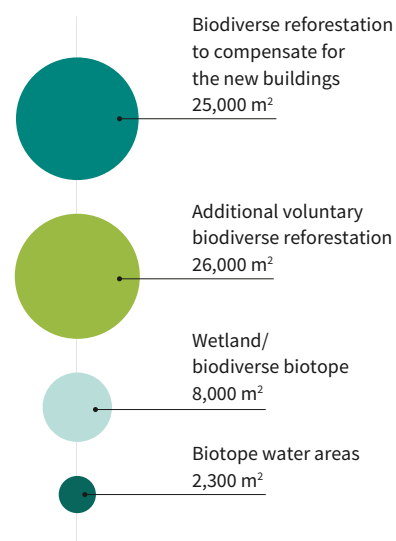 Biodiverse reforestation
to compensate for
the new buildings
25,000 m²
Additional voluntary
biodiverse reforestation
26,000 m²
Wetland/
biodiverse biotope
8,000 m²
Biotope water areas
2,300 m²